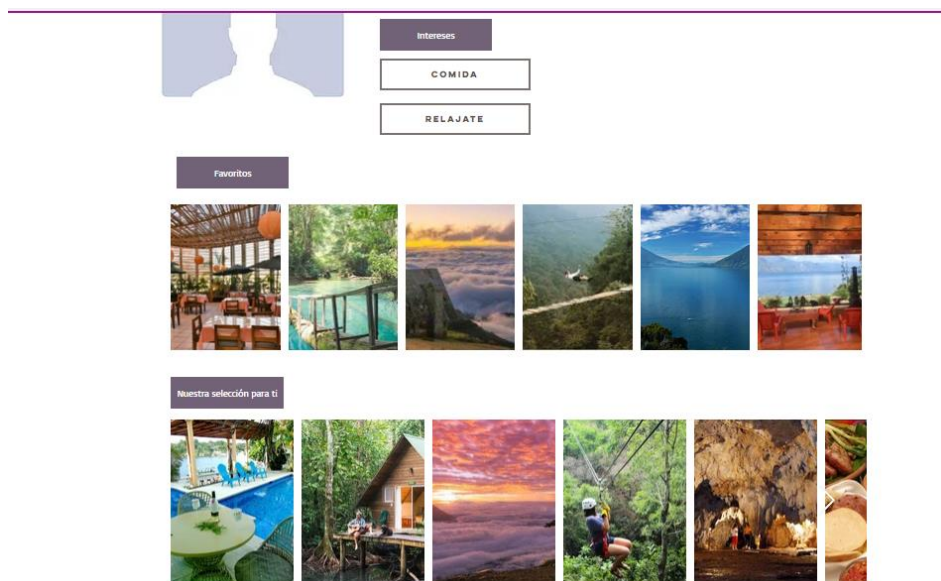 Intereses
COMIDA
RELAJATE
Favoritos
Nuestra selección para ti